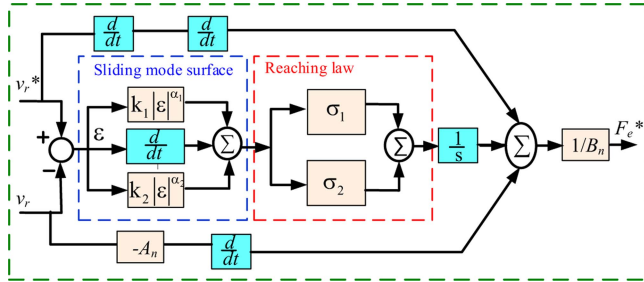 d/dt
d/dt
v_r*
Sliding mode surface
Reaching law
k_1|ε|^{α_1}
σ_1
+
ε
d/dt
Σ
Σ
1/s
Σ
1/B_n
F_e*
−
k_2|ε|^{α_2}
σ_2
v_r
-A_n
d/dt